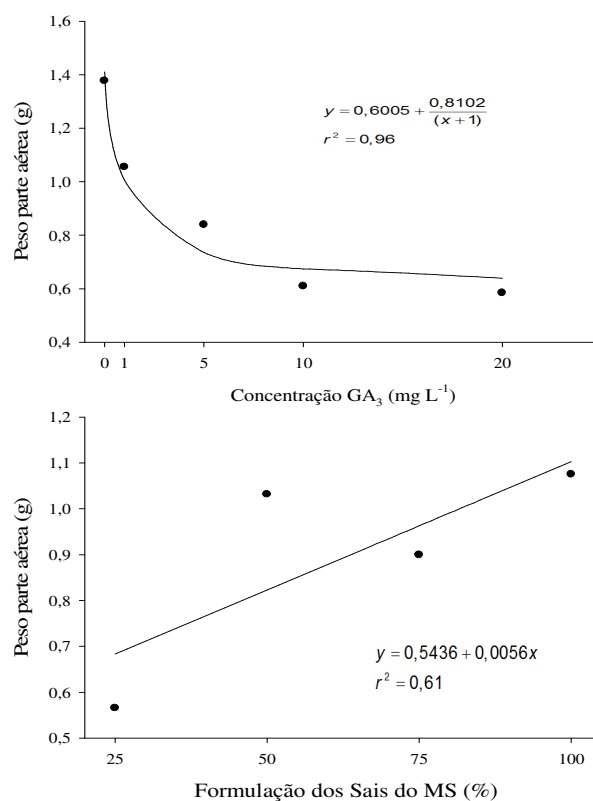 1,6
1,4
1,2
1,0
0,8
0,6
0,4
Peso parte aérea (g)
y = 0,6005 + 0,8102/(x + 1)
r² = 0,96
0 1 5 10 20
Concentração GA₃ (mg L⁻¹)
1,2
1,1
1,0
0,9
0,8
0,7
0,6
0,5
Peso parte aérea (g)
y = 0,5436 + 0,0056x
r² = 0,61
25 50 75 100
Formulação dos Sais do MS (%)